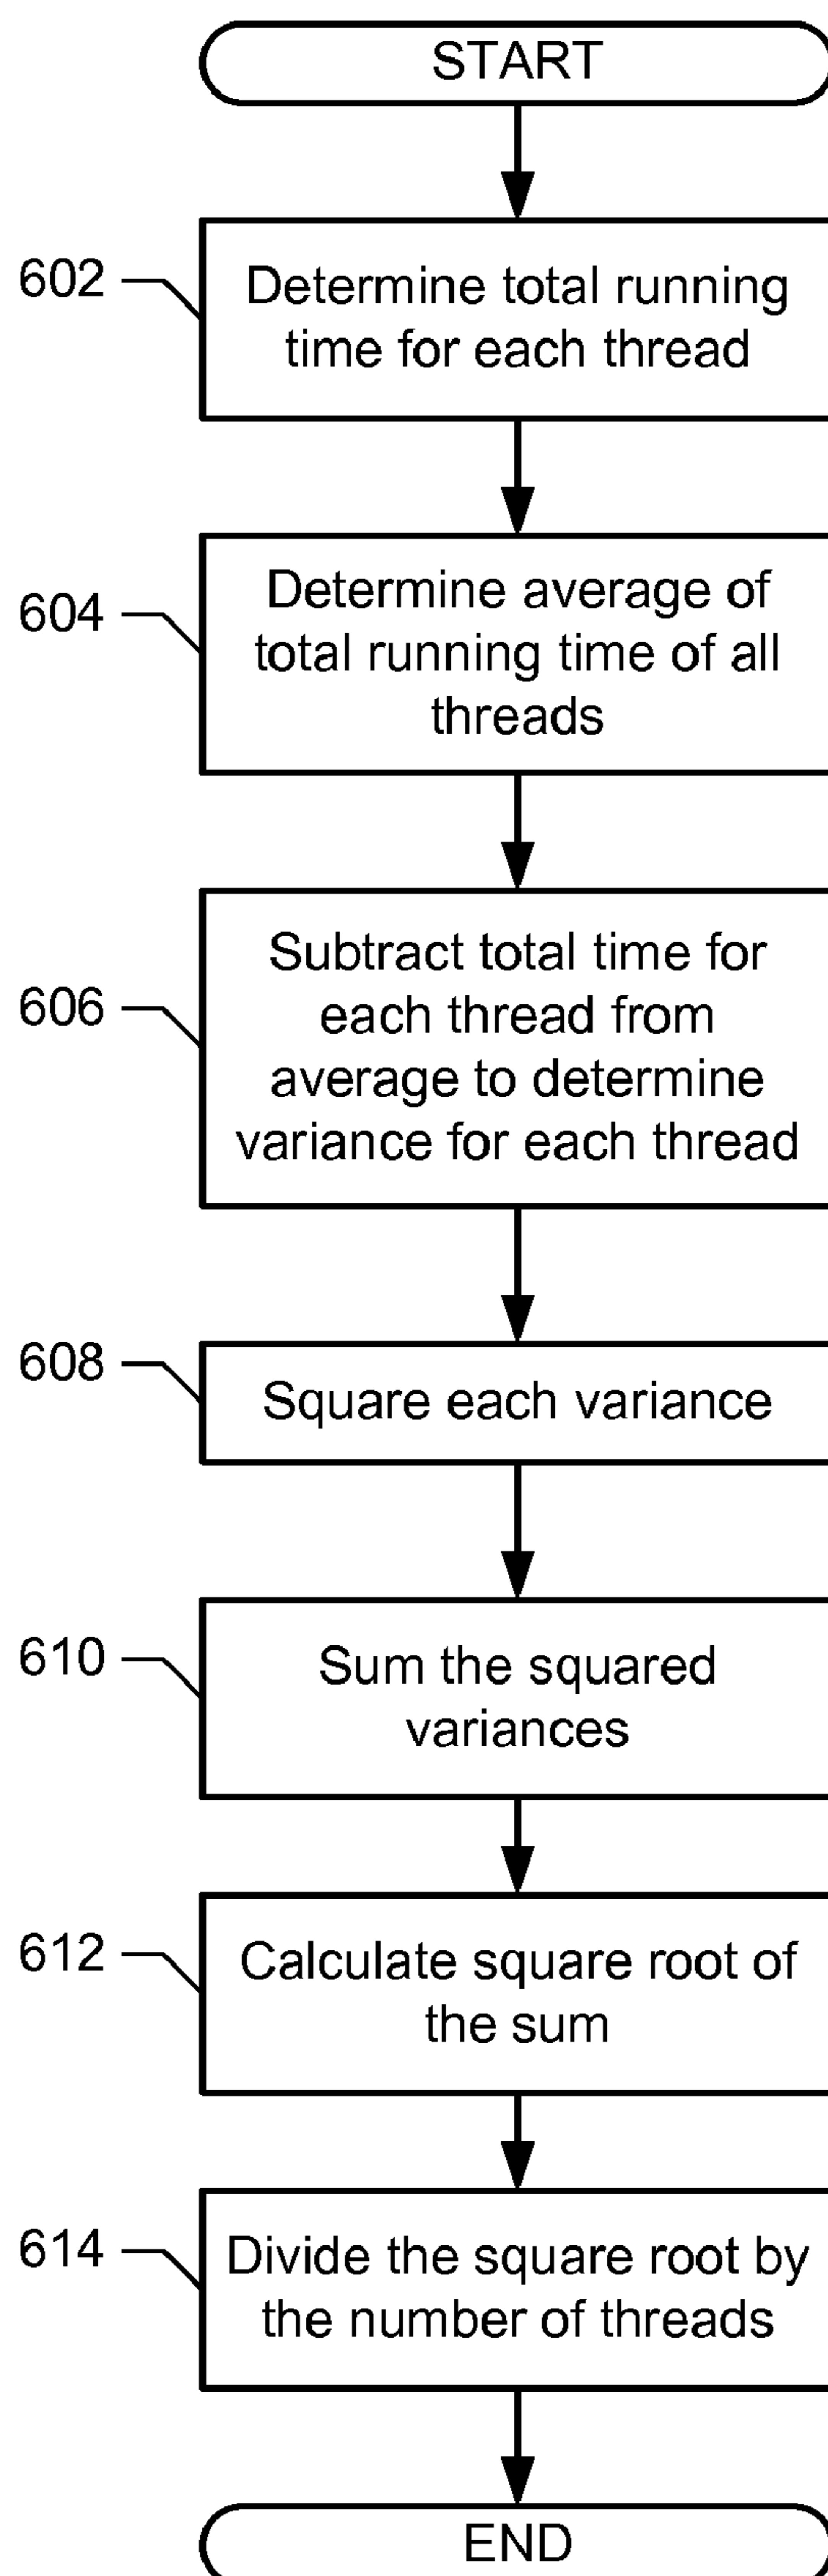 START
602
Determine total running
time for each thread
604
Determine average of
total running time of all
threads
606
Subtract total time for
each thread from
average to determine
variance for each thread
608
Square each variance
610
Sum the squared
variances
612
Calculate square root of
the sum
614
Divide the square root by
the number of threads
END